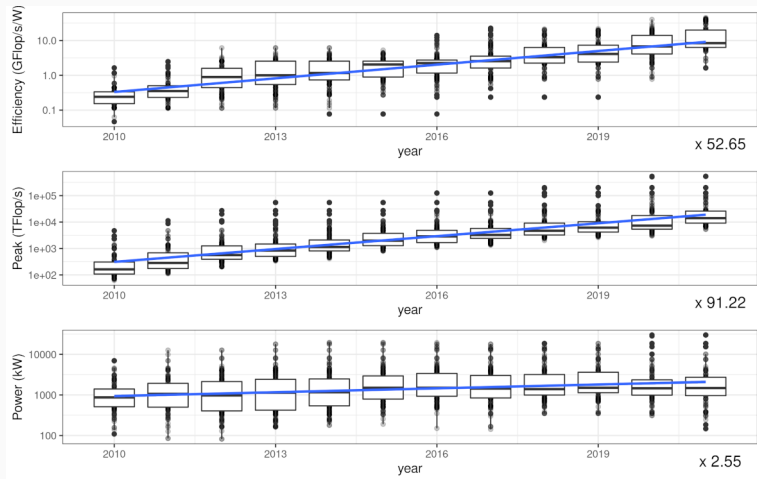 Efficiency (GFlop/s/W)
10.0
1.0
0.1
2010 2013 2016 2019
year
x 52.65
Peak (TFlop/s)
1e+05
1e+04
1e+03
1e+02
2010 2013 2016 2019
year
x 91.22
Power (kW)
10000
1000
100
2010 2013 2016 2019
year
x 2.55